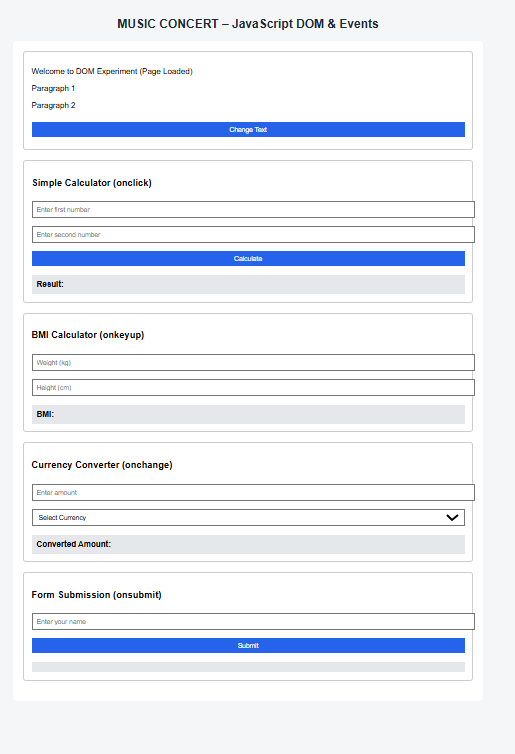 MUSIC CONCERT – JavaScript DOM & Events
Welcome to DOM Experiment (Page Loaded)
Paragraph 1
Paragraph 2
Change Text
Simple Calculator (onclick)
Enter first number
Enter second number
Calculate
Result:
BMI Calculator (onkeyup)
Weight (kg)
Height (cm)
BMI:
Currency Converter (onchange)
Enter amount
Select Currency
Converted Amount:
Form Submission (onsubmit)
Enter your name
Submit